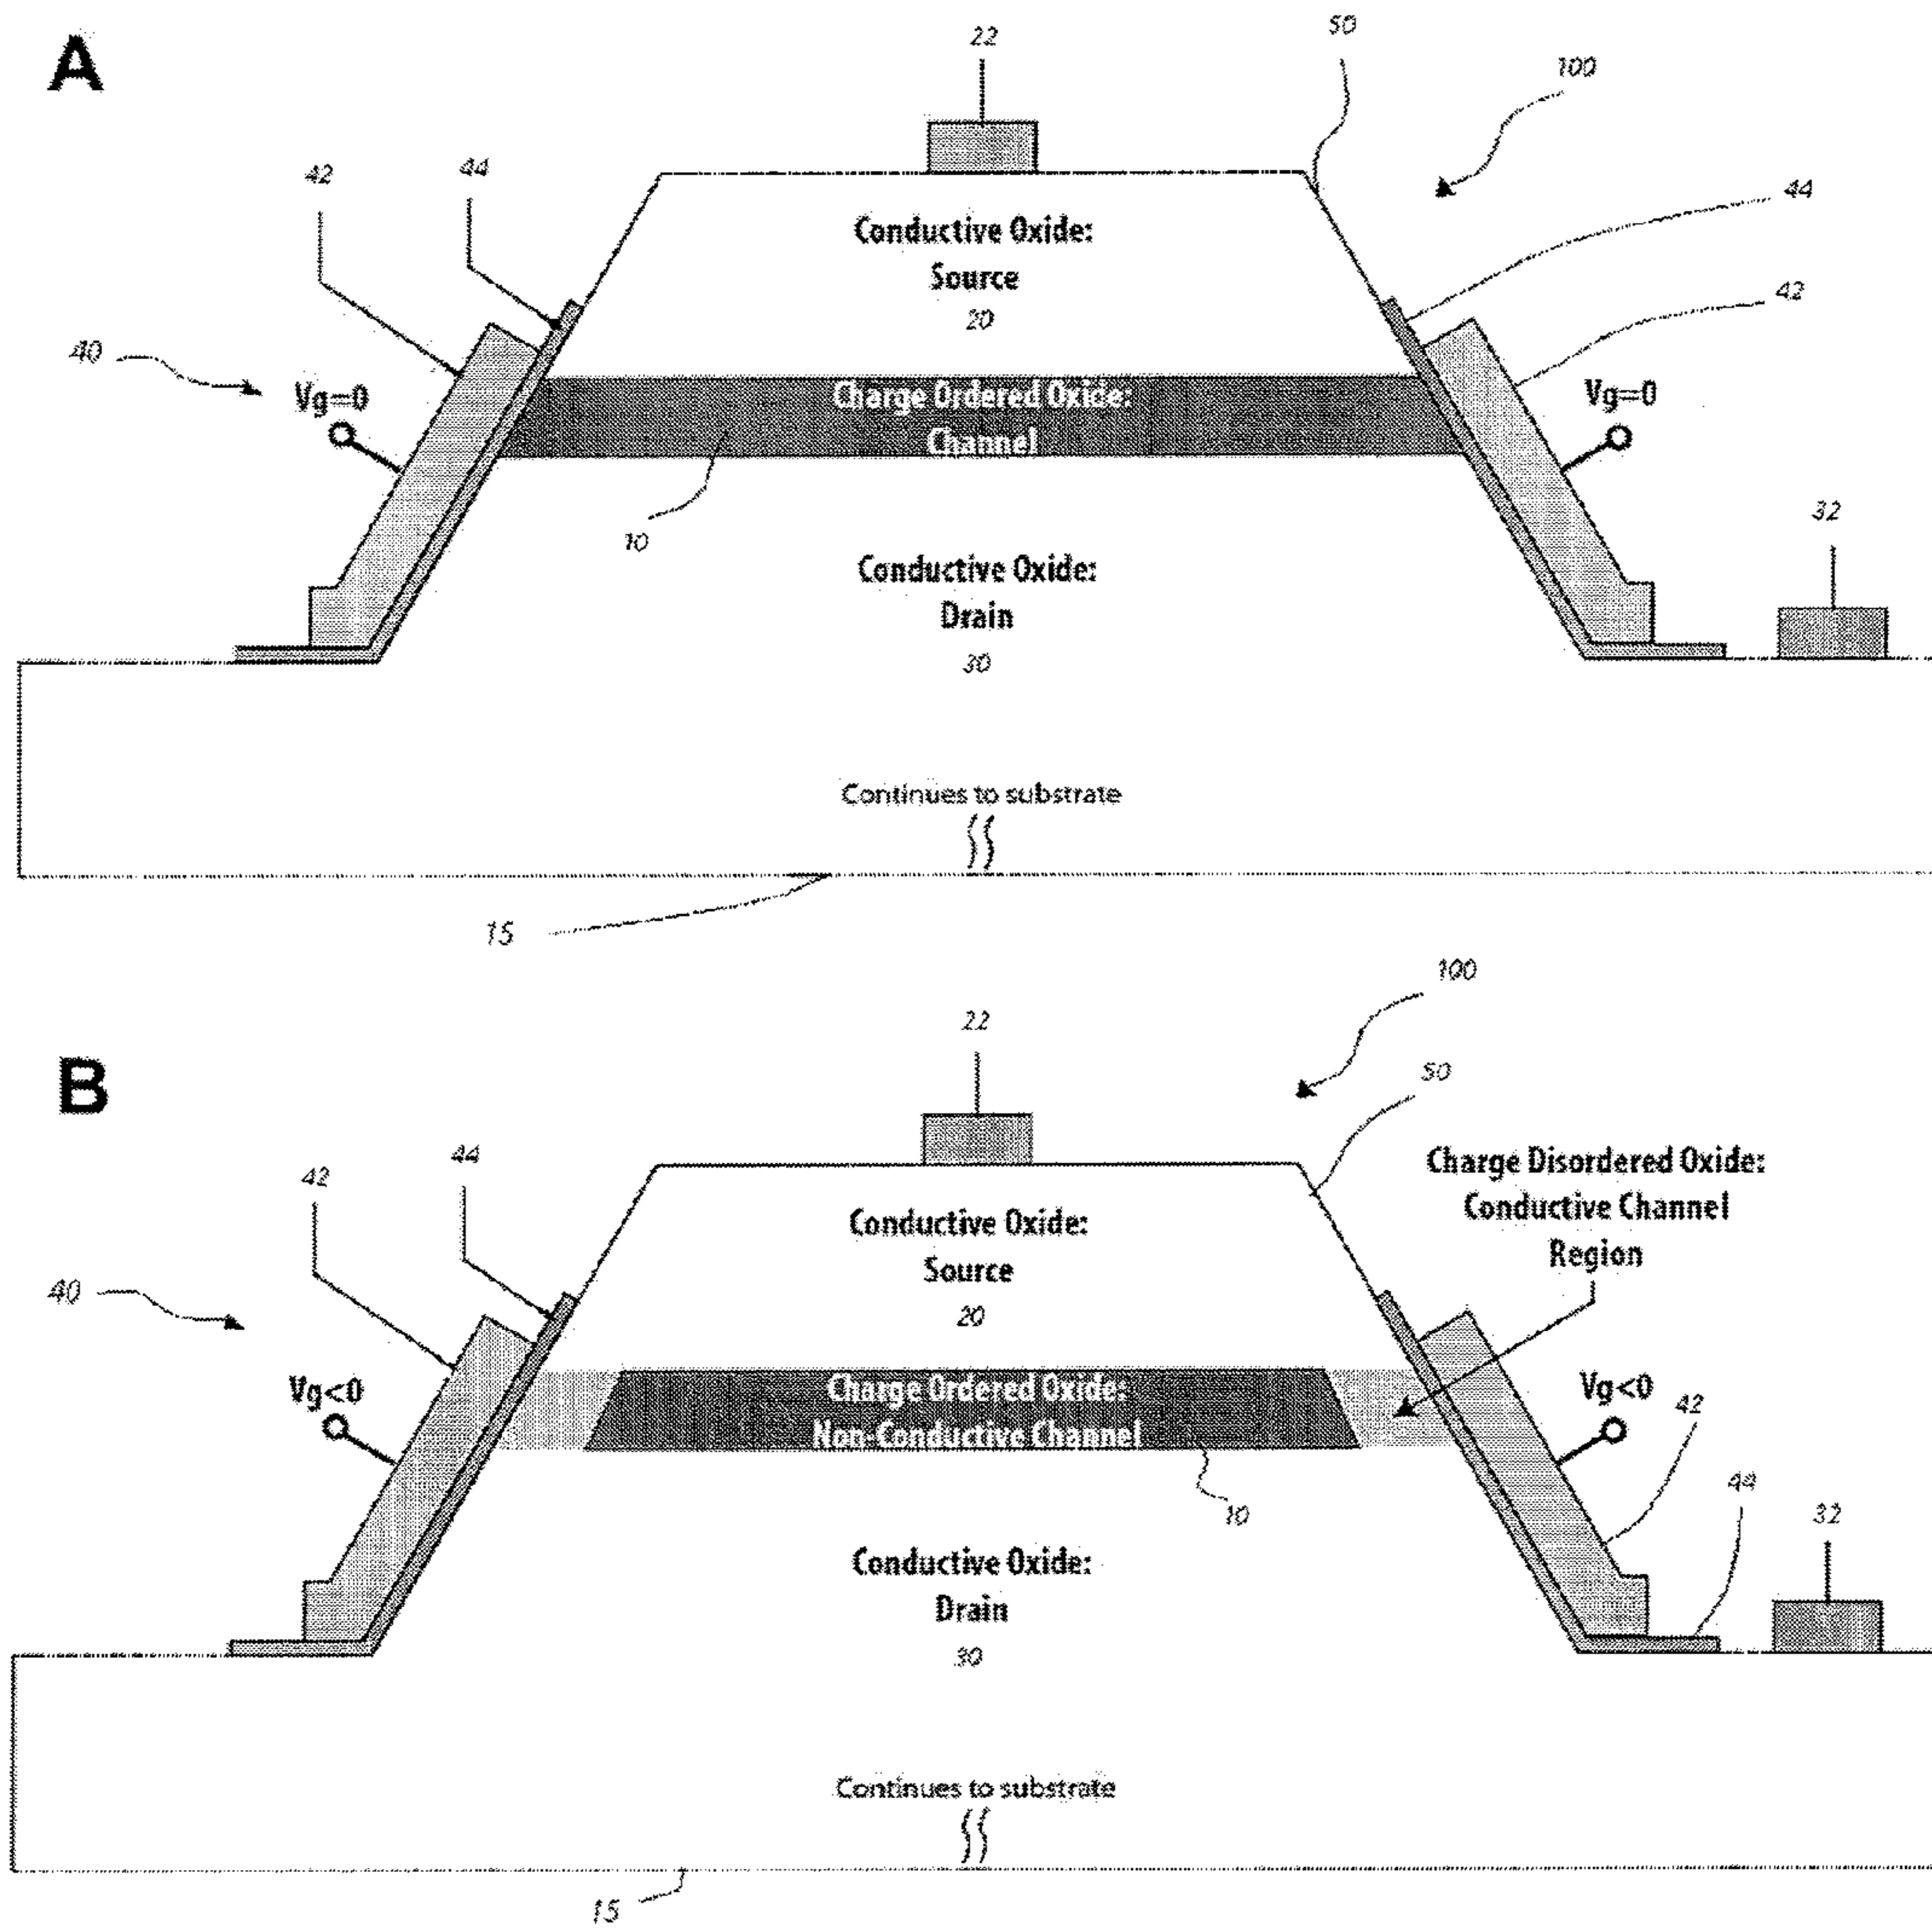 A
22
50
100
42
44
44
Conductive Oxide:
Source
20
42
40
Vg=0
Vg=0
Charge Ordered Oxide:
Channel
10
32
Conductive Oxide:
Drain
30
Continues to substrate
15
100
B
22
50
44
42
Charge Disordered Oxide:
Conductive Channel
Region
Conductive Oxide:
Source
20
40
Vg<0
Vg<0
Charge Ordered Oxide:
Non-Conductive Channel
42
10
44
32
Conductive Oxide:
Drain
30
Continues to substrate
15